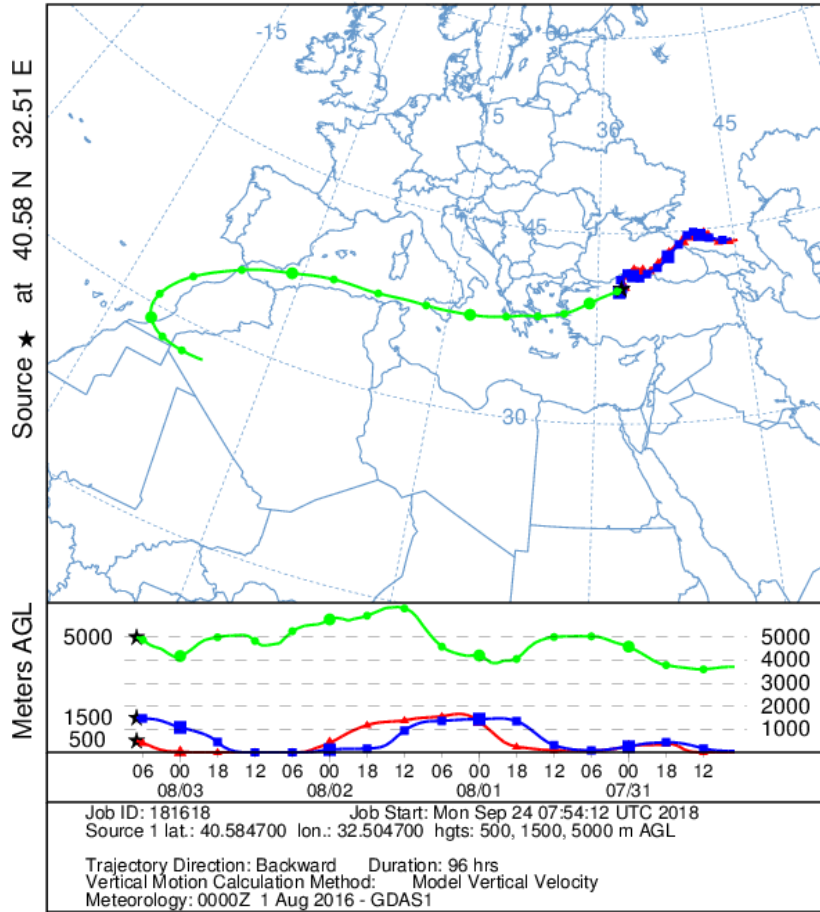 Source ★ at 40.58 N 32.51 E
-15
60
15
30
45
45
30
Meters AGL
5000
1500
500
5000
4000
3000
2000
1000
06 00 18 12 06 00 18 12 06 00 18 12 06 00 18 12
08/03 08/02 08/01 07/31
Job ID: 181618 Job Start: Mon Sep 24 07:54:12 UTC 2018
Source 1 lat.: 40.584700 lon.: 32.504700 hgts: 500, 1500, 5000 m AGL
Trajectory Direction: Backward Duration: 96 hrs
Vertical Motion Calculation Method: Model Vertical Velocity
Meteorology: 0000Z 1 Aug 2016 - GDAS1